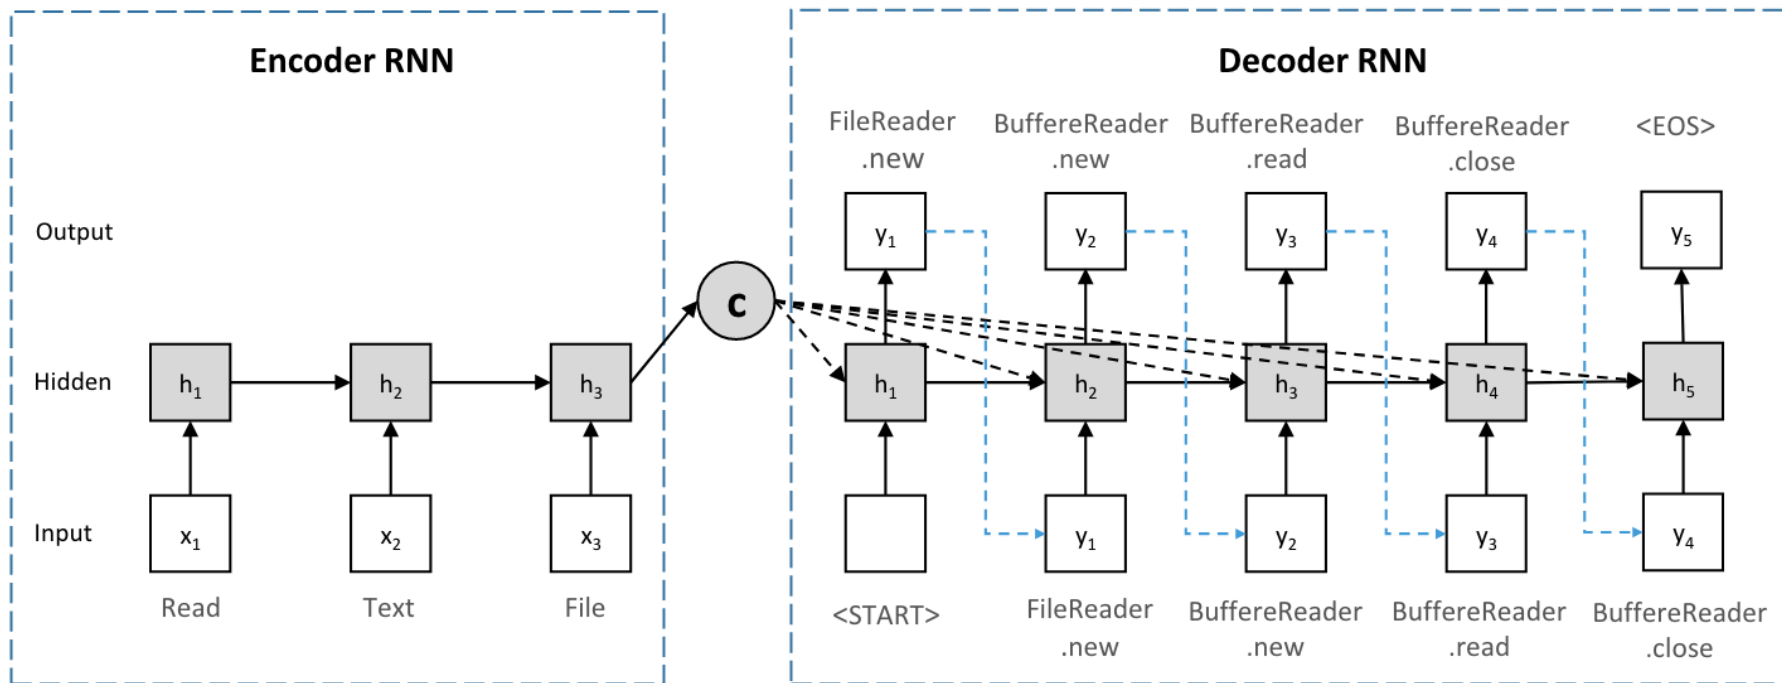 Encoder RNN
Decoder RNN
FileReader
.new
BuffereReader
.new
BuffereReader
.read
BuffereReader
.close
<EOS>
Output
y1
y2
y3
y4
y5
c
Hidden
h1
h2
h3
h1
h2
h3
h4
h5
Input
x1
x2
x3
y1
y2
y3
y4
Read
Text
File
<START>
FileReader
.new
BuffereReader
.new
BuffereReader
.read
BuffereReader
.close